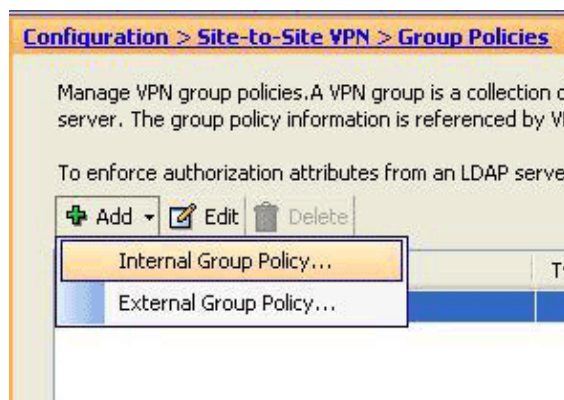 Configuration > Site-to-Site VPN > Group Policies
Manage VPN group policies.A VPN group is a collection
server. The group policy information is referenced by
To enforce authorization attributes from an LDAP
Add Edit Delete
Internal Group Policy...
External Group Policy...